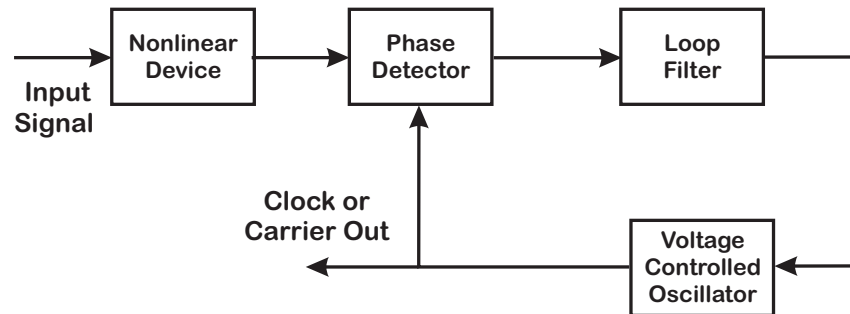 Nonlinear
Device
Phase
Detector
Loop
Filter
Input
Signal
Clock or
Carrier Out
Voltage
Controlled
Oscillator